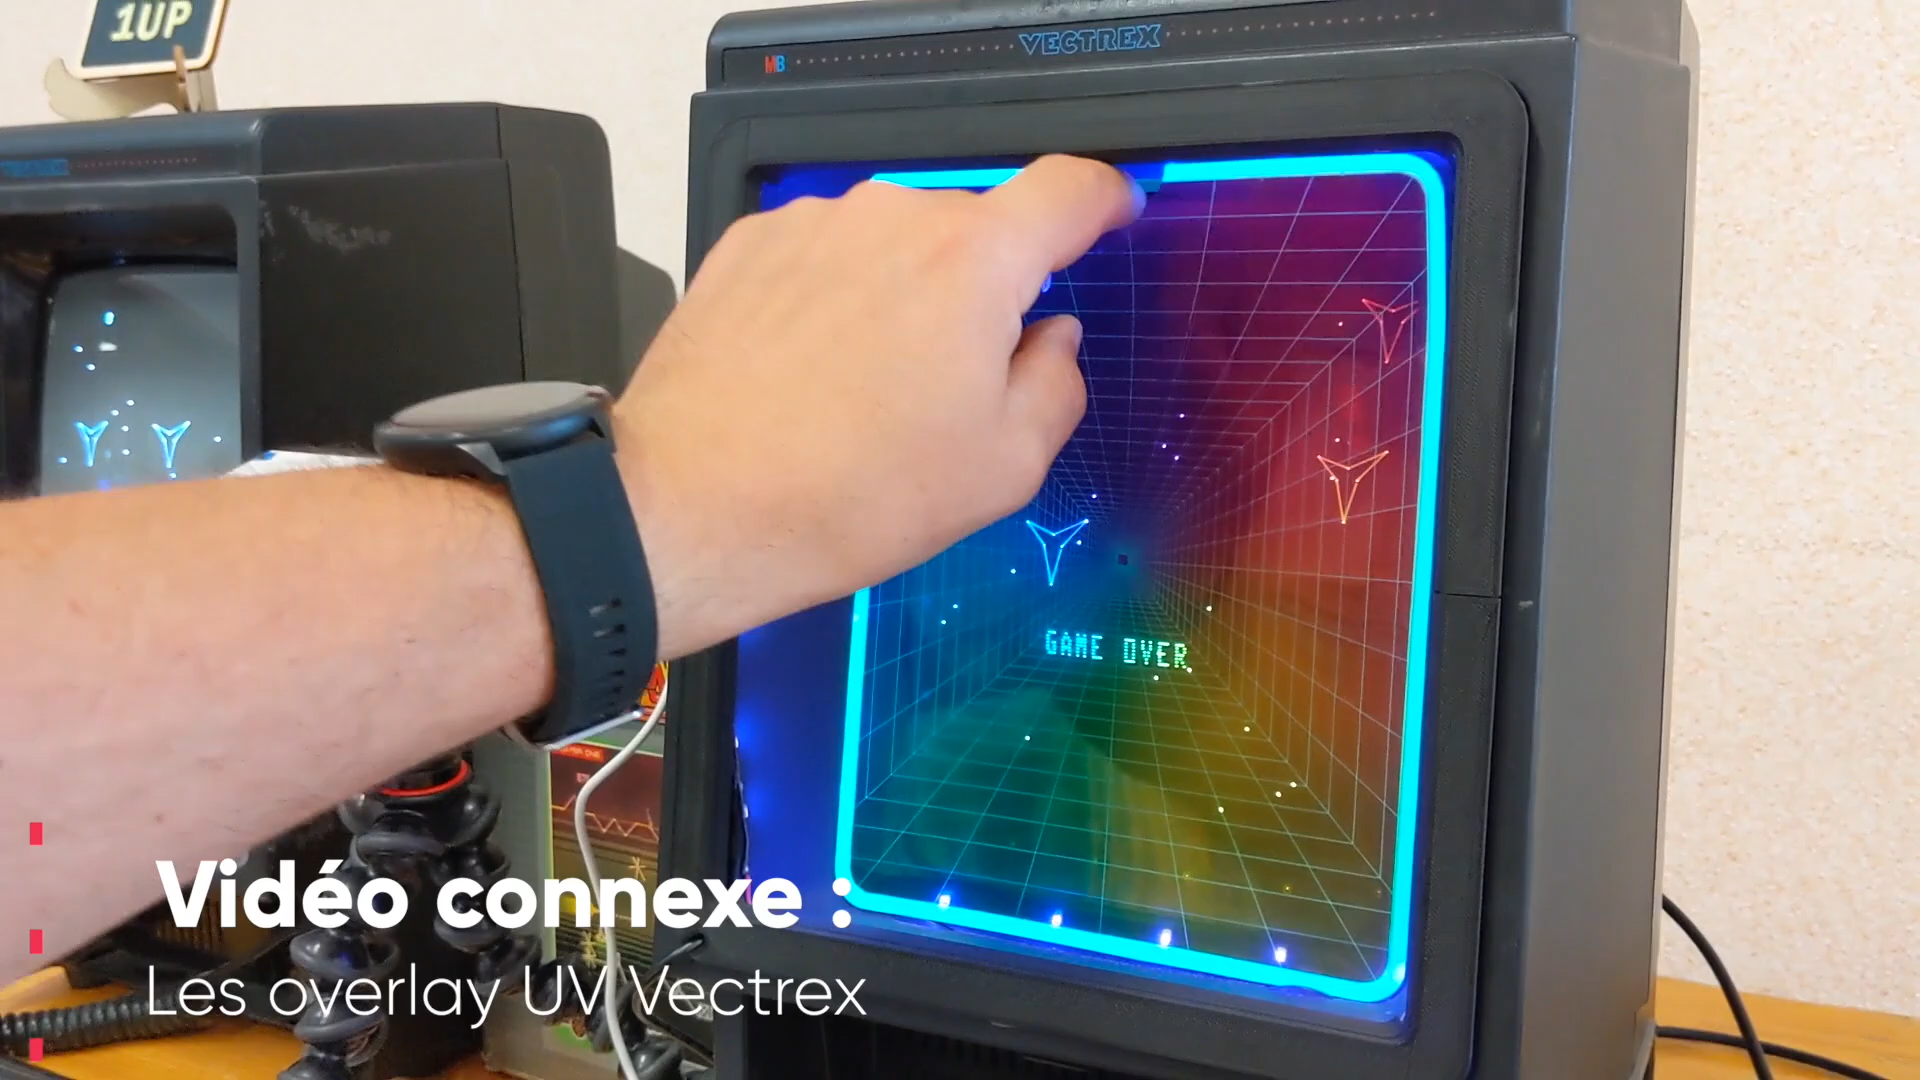 1UP
MB
VECTREX
GAME OVER
Vidéo connexe :
Les overlay UV Vectrex